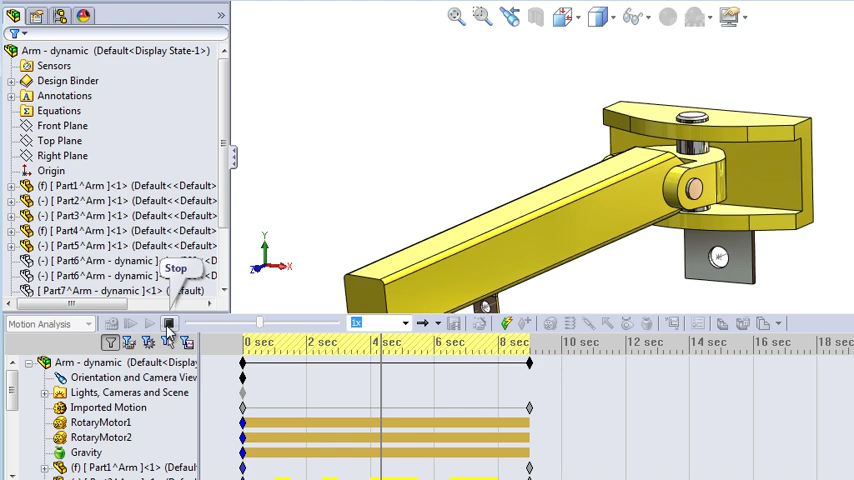 »
Arm - dynamic (Default<Display State-1>)
Sensors
Design Binder
Annotations
Equations
Front Plane
Top Plane
Right Plane
Origin
(f) [ Part1^Arm ]<1> (Default<<Default>
(-) [ Part2^Arm ]<1> (Default<<Default>
(-) [ Part3^Arm ]<1> (Default<<Default>
(f) [ Part4^Arm ]<1> (Default<<Default>
(-) [ Part5^Arm ]<1> (Default<<Default>
(-) [ Part6^Arm - dynamic
(-) [ Part6^Arm - dynamic ]<2> (Default<<D
[ Part7^Arm - dynamic ]<1> (Default)
Stop
Y
Z X
Motion Analysis
1x
0 sec 2 sec 4 sec 6 sec 8 sec 10 sec 12 sec 14 sec 16 sec 18 sec
Arm - dynamic (Default<Display
Orientation and Camera View
Lights, Cameras and Scene
Imported Motion
RotaryMotor1
RotaryMotor2
Gravity
(f) [ Part1^Arm ]<1> (Defaul